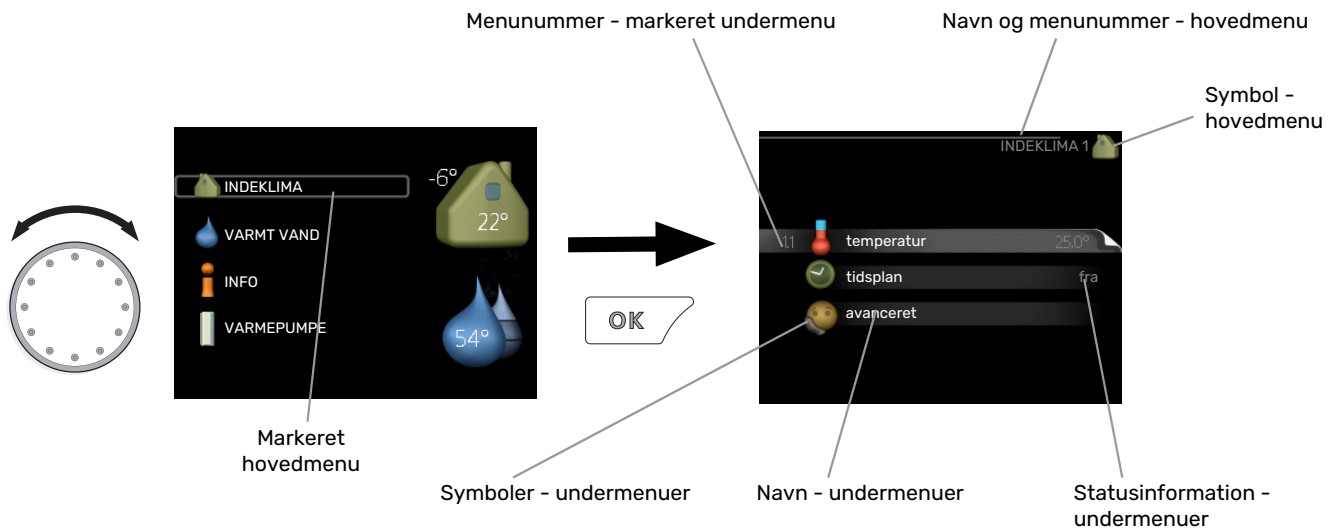 Menunummer - markeret undermenu
Navn og menunummer - hovedmenu
Symbol -
hovedmenu
INDEKLIMA
VARMT VAND
INFO
VARMEPUMPE
-6°
22°
54°
OK
INDEKLIMA 1
1.1 temperatur 25.0°
tidsplan fra
avanceret
Markeret
hovedmenu
Symboler - undermenuer
Navn - undermenuer
Statusinformation -
undermenuer